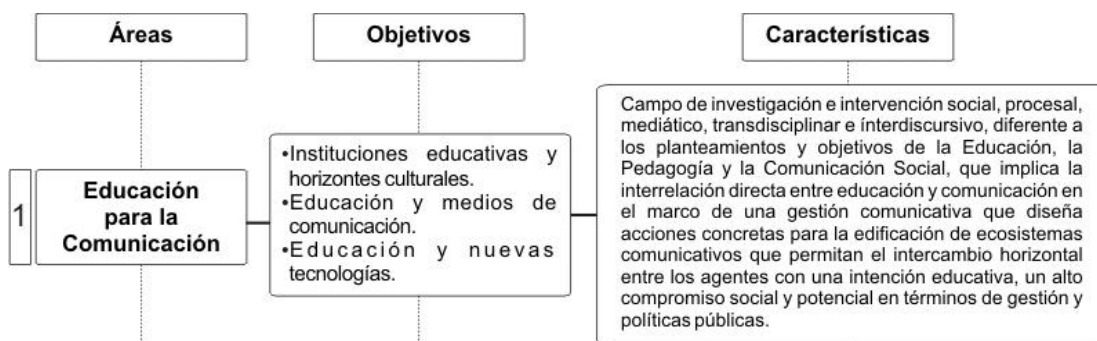 Áreas
Objetivos
Características
1
Educación
para la
Comunicación
•Instituciones educativas y
horizontes culturales.
•Educación y medios de
comunicación.
•Educación y nuevas
tecnologías.
Campo de investigación e intervención social, procesal,
mediático, transdisciplinar e ínterdiscursivo, diferente a
los planteamientos y objetivos de la Educación, la
Pedagogía y la Comunicación Social, que implica la
interrelación directa entre educación y comunicación en
el marco de una gestión comunicativa que diseña
acciones concretas para la edificación de ecosistemas
comunicativos que permitan el intercambio horizontal
entre los agentes con una intención educativa, un alto
compromiso social y potencial en términos de gestión y
políticas públicas.